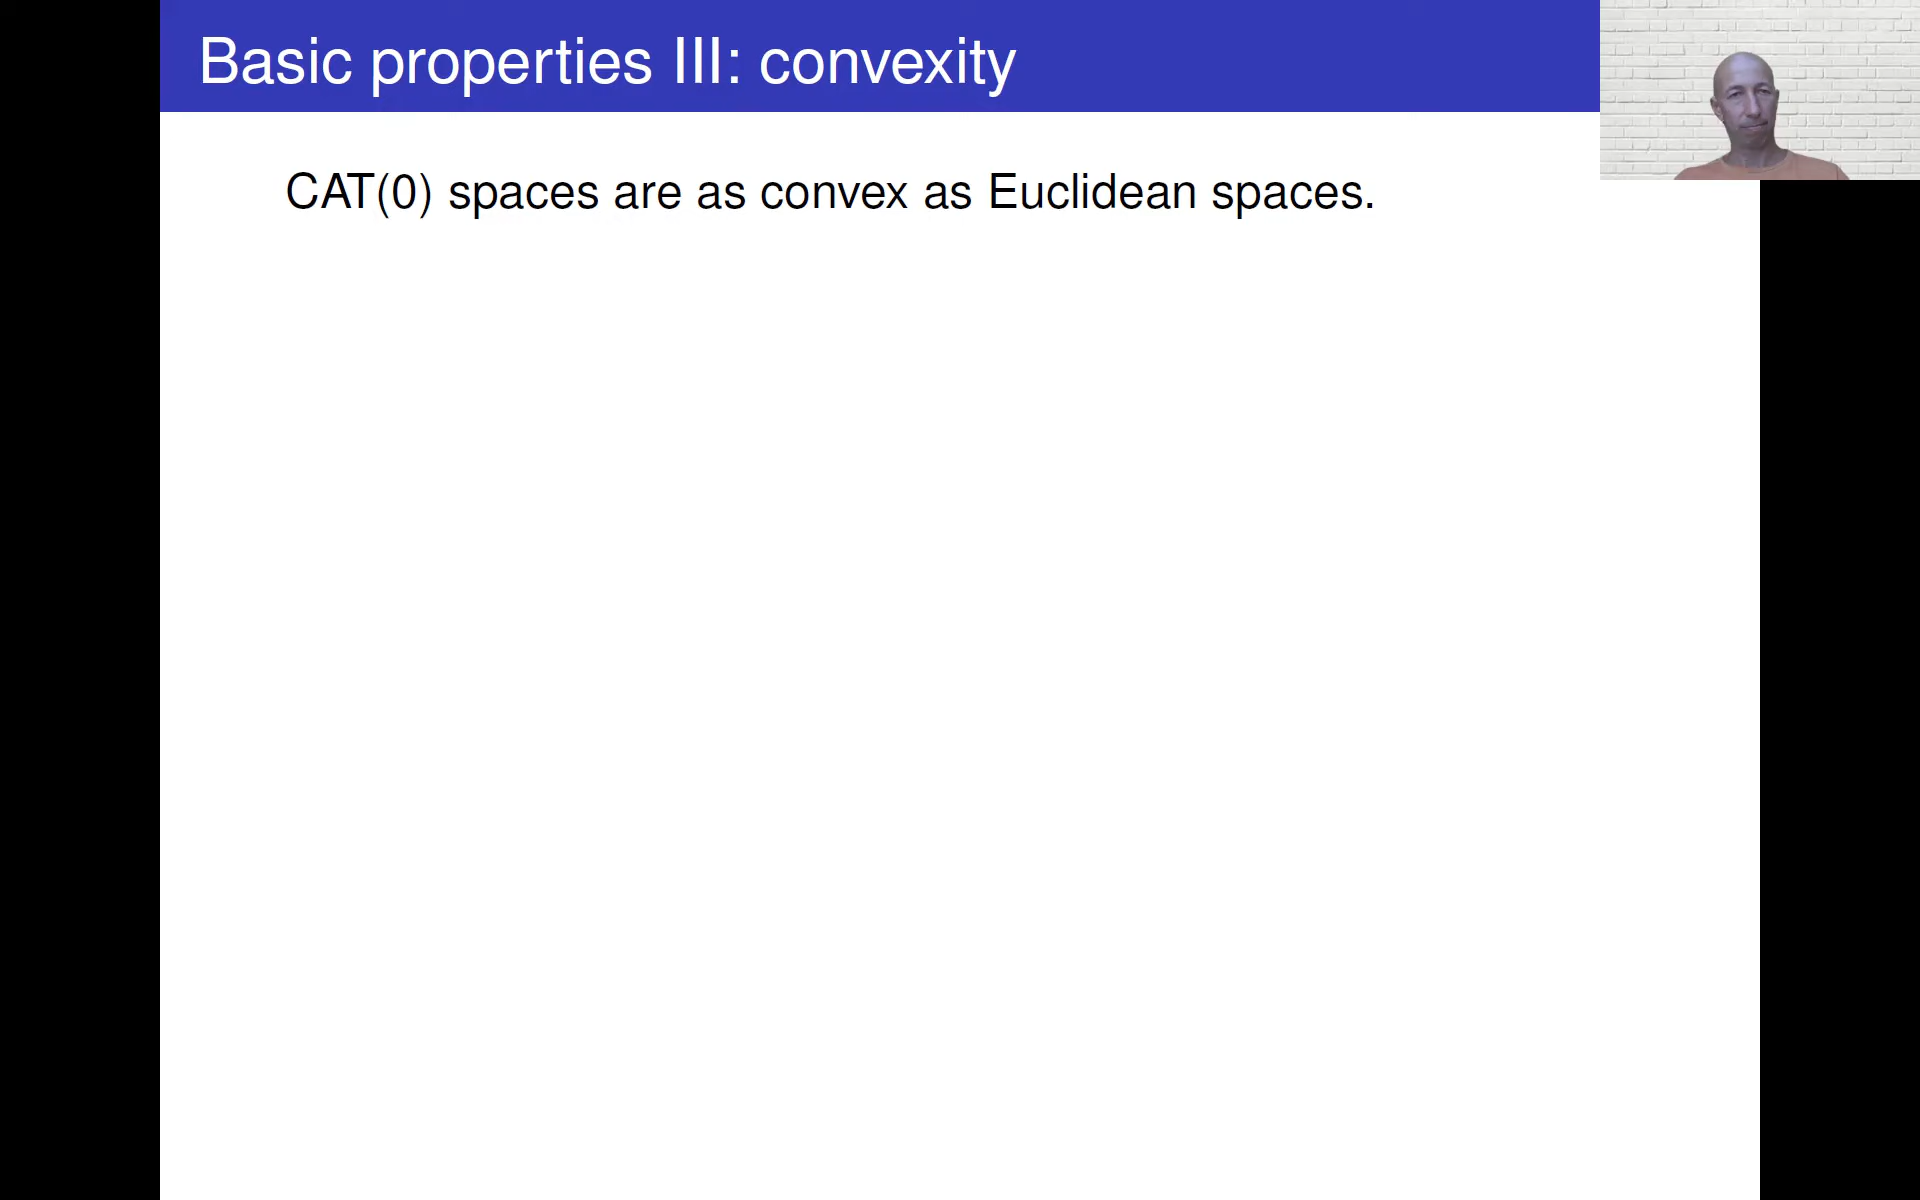 Basic properties III: convexity
CAT(0) spaces are as convex as Euclidean spaces.